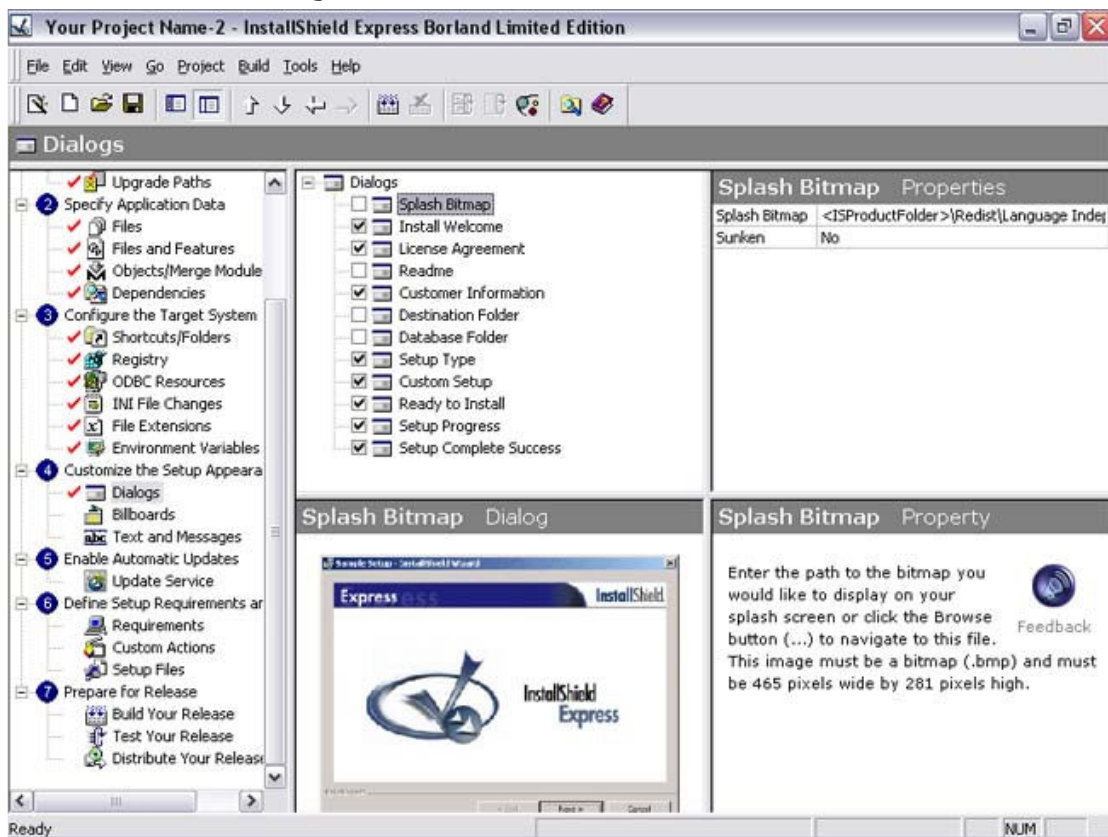 Your Project Name-2 - InstallShield Express Borland Limited Edition
File Edit View Go Project Build Tools Help
Dialogs
Upgrade Paths
2 Specify Application Data
Files
Files and Features
Objects/Merge Module
Dependencies
3 Configure the Target System
Shortcuts/Folders
Registry
ODBC Resources
INI File Changes
File Extensions
Environment Variables
4 Customize the Setup Appeara
Dialogs
Billboards
abc Text and Messages
5 Enable Automatic Updates
Update Service
6 Define Setup Requirements ar
Requirements
Custom Actions
Setup Files
7 Prepare for Release
Build Your Release
Test Your Release
Distribute Your Release
Dialogs
Splash Bitmap
Install Welcome
License Agreement
Readme
Customer Information
Destination Folder
Database Folder
Setup Type
Custom Setup
Ready to Install
Setup Progress
Setup Complete Success
Splash Bitmap Properties
Splash Bitmap <ISProductFolder>\Redist\Language Indep
Sunken No
Splash Bitmap Dialog
Sample Setup - InstallShield Wizard
Express InstallShield
InstallShield
Express
Next > Cancel
Splash Bitmap Property
Enter the path to the bitmap you
would like to display on your
splash screen or click the Browse
button (...) to navigate to this file.
This image must be a bitmap (.bmp) and must
be 465 pixels wide by 281 pixels high.
Feedback
Ready
NUM